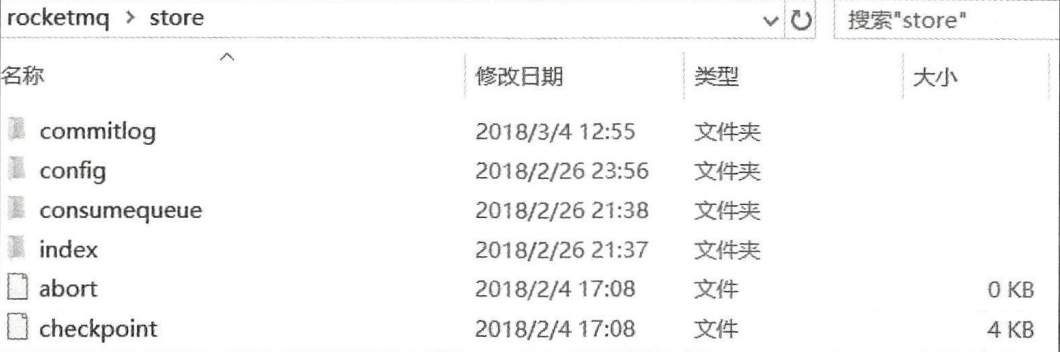 rocketmq > store 搜索"store"
名称 修改日期 类型 大小
commitlog 2018/3/4 12:55 文件夹
config 2018/2/26 23:56 文件夹
consumequeue 2018/2/26 21:38 文件夹
index 2018/2/26 21:37 文件夹
abort 2018/2/4 17:08 文件 0 KB
checkpoint 2018/2/4 17:08 文件 4 KB